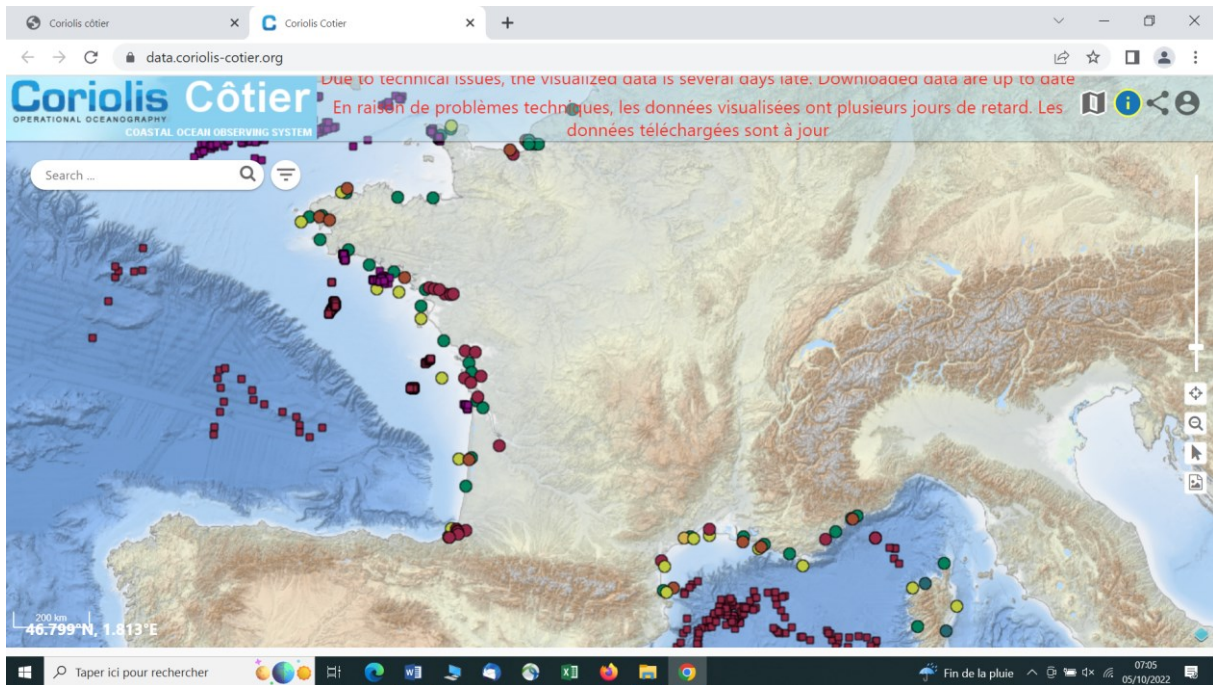 Coriolis côtier
Coriolis Cotier
data.coriolis-cotier.org
Coriolis Côtier
OPERATIONAL OCEANOGRAPHY
COASTAL OCEAN OBSERVING SYSTEM
Due to technical issues, the visualized data is several days late. Downloaded data are up to date
En raison de problèmes techniques, les données visualisées ont plusieurs jours de retard. Les
données téléchargées sont à jour
Search ...
200 km
46.799°N, 1.813°E
Taper ici pour rechercher
Fin de la pluie
07:05
05/10/2022